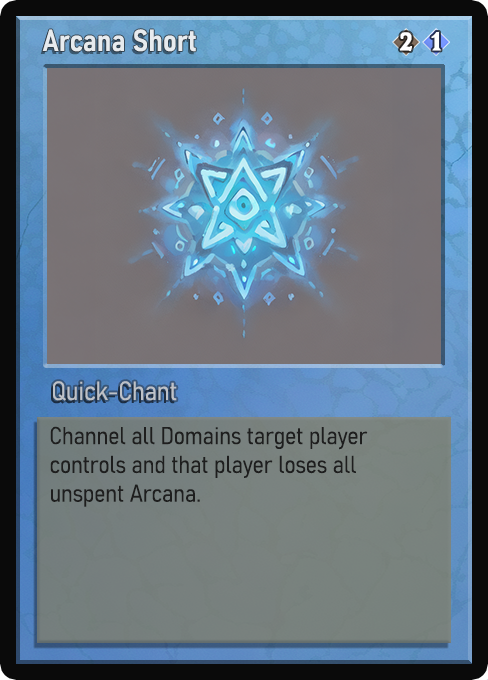 Arcana Short 2 1
Quick-Chant
Channel all Domains target player
controls and that player loses all
unspent Arcana.